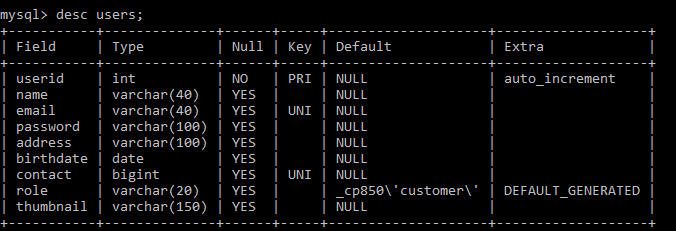 mysql> desc users;
+-----------+--------------+------+-----+---------------------+-------------------+
| Field     | Type         | Null | Key | Default             | Extra             |
+-----------+--------------+------+-----+---------------------+-------------------+
| userid    | int          | NO   | PRI | NULL                | auto_increment    |
| name      | varchar(40)  | YES  |     | NULL                |                   |
| email     | varchar(40)  | YES  | UNI | NULL                |                   |
| password  | varchar(100) | YES  |     | NULL                |                   |
| address   | varchar(100) | YES  |     | NULL                |                   |
| birthdate | date         | YES  |     | NULL                |                   |
| contact   | bigint       | YES  | UNI | NULL                |                   |
| role      | varchar(20)  | YES  |     | _cp850\'customer\'  | DEFAULT_GENERATED |
| thumbnail | varchar(150) | YES  |     | NULL                |                   |
+-----------+--------------+------+-----+---------------------+-------------------+